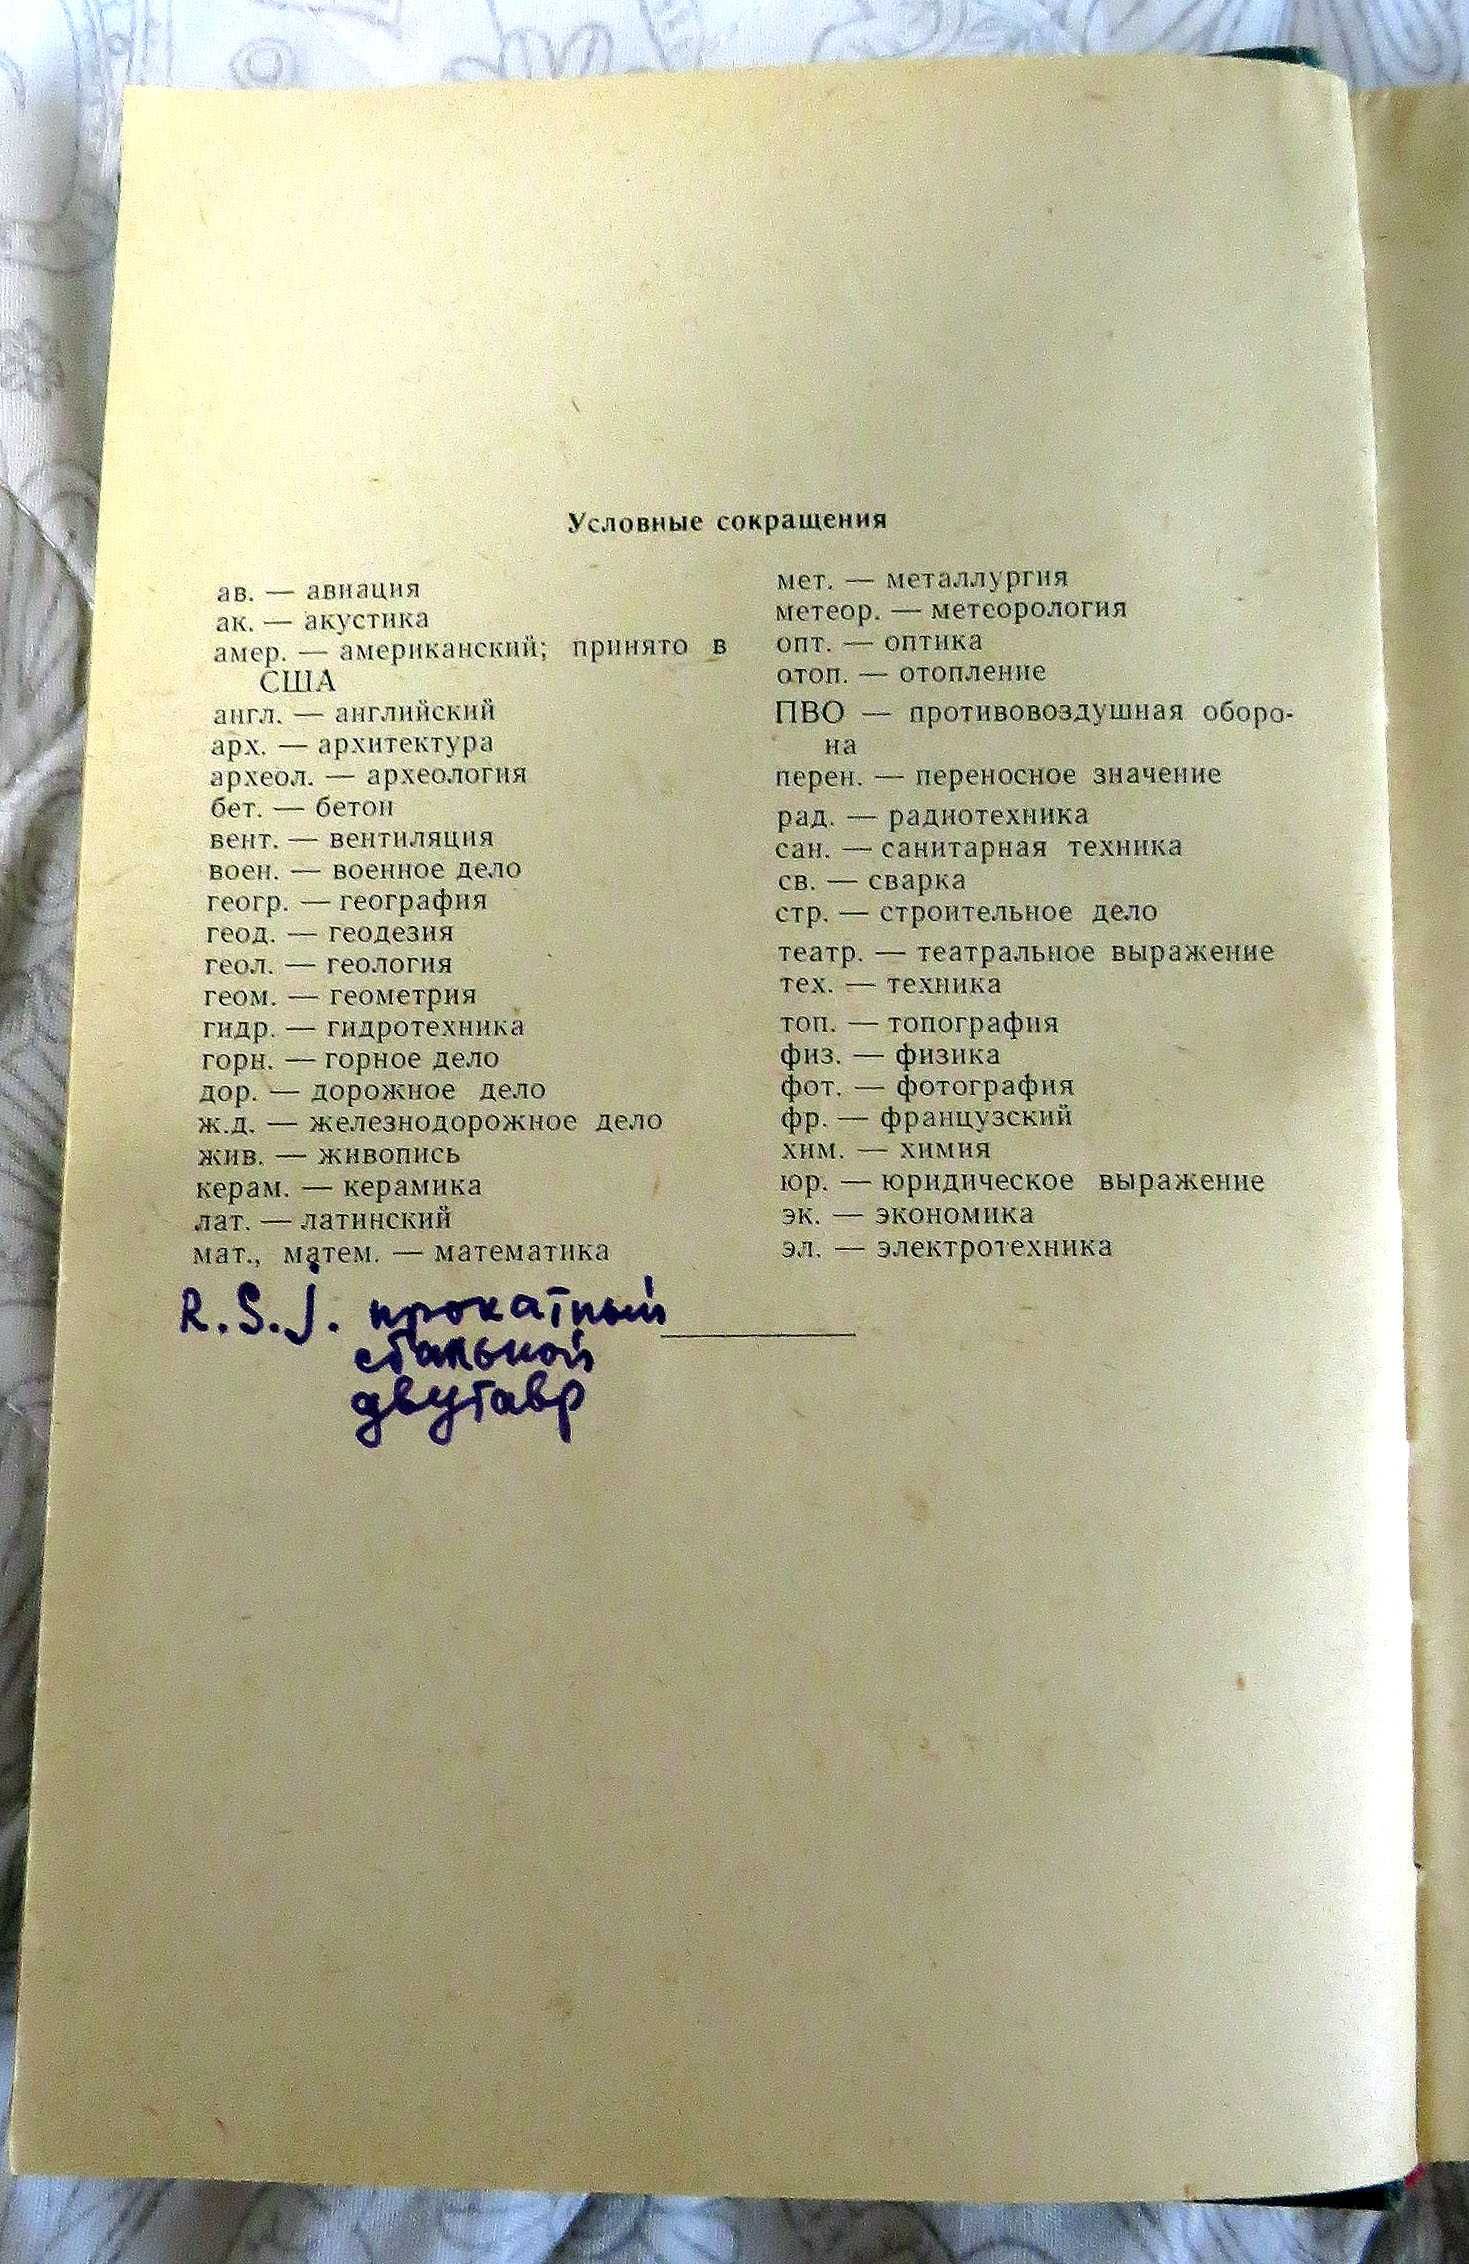 Условные сокращения
ав. — авиация
ак. — акустика
амер. — американский; принято в
США
англ. — английский
арх. — архитектура
археол. — археология
бет. — бетон
вент. — вентиляция
воен. — военное дело
геогр. — география
геод. — геодезия
геол. — геология
геом. — геометрия
гидр. — гидротехника
горн. — горное дело
дор. — дорожное дело
ж.д. — железнодорожное дело
жив. — живопись
керам. — керамика
лат. — латинский
мат., матем. — математика
R.S.j. прокатный
стальной
двутавр
мет. — металлургия
метеор. — метеорология
опт. — оптика
отоп. — отопление
ПВО — противовоздушная оборо-
на
перен. — переносное значение
рад. — радиотехника
сан. — санитарная техника
св. — сварка
стр. — строительное дело
театр. — театральное выражение
тех. — техника
топ. — топография
физ. — физика
фот. — фотография
фр. — французский
хим. — химия
юр. — юридическое выражение
эк. — экономика
эл. — электротехника